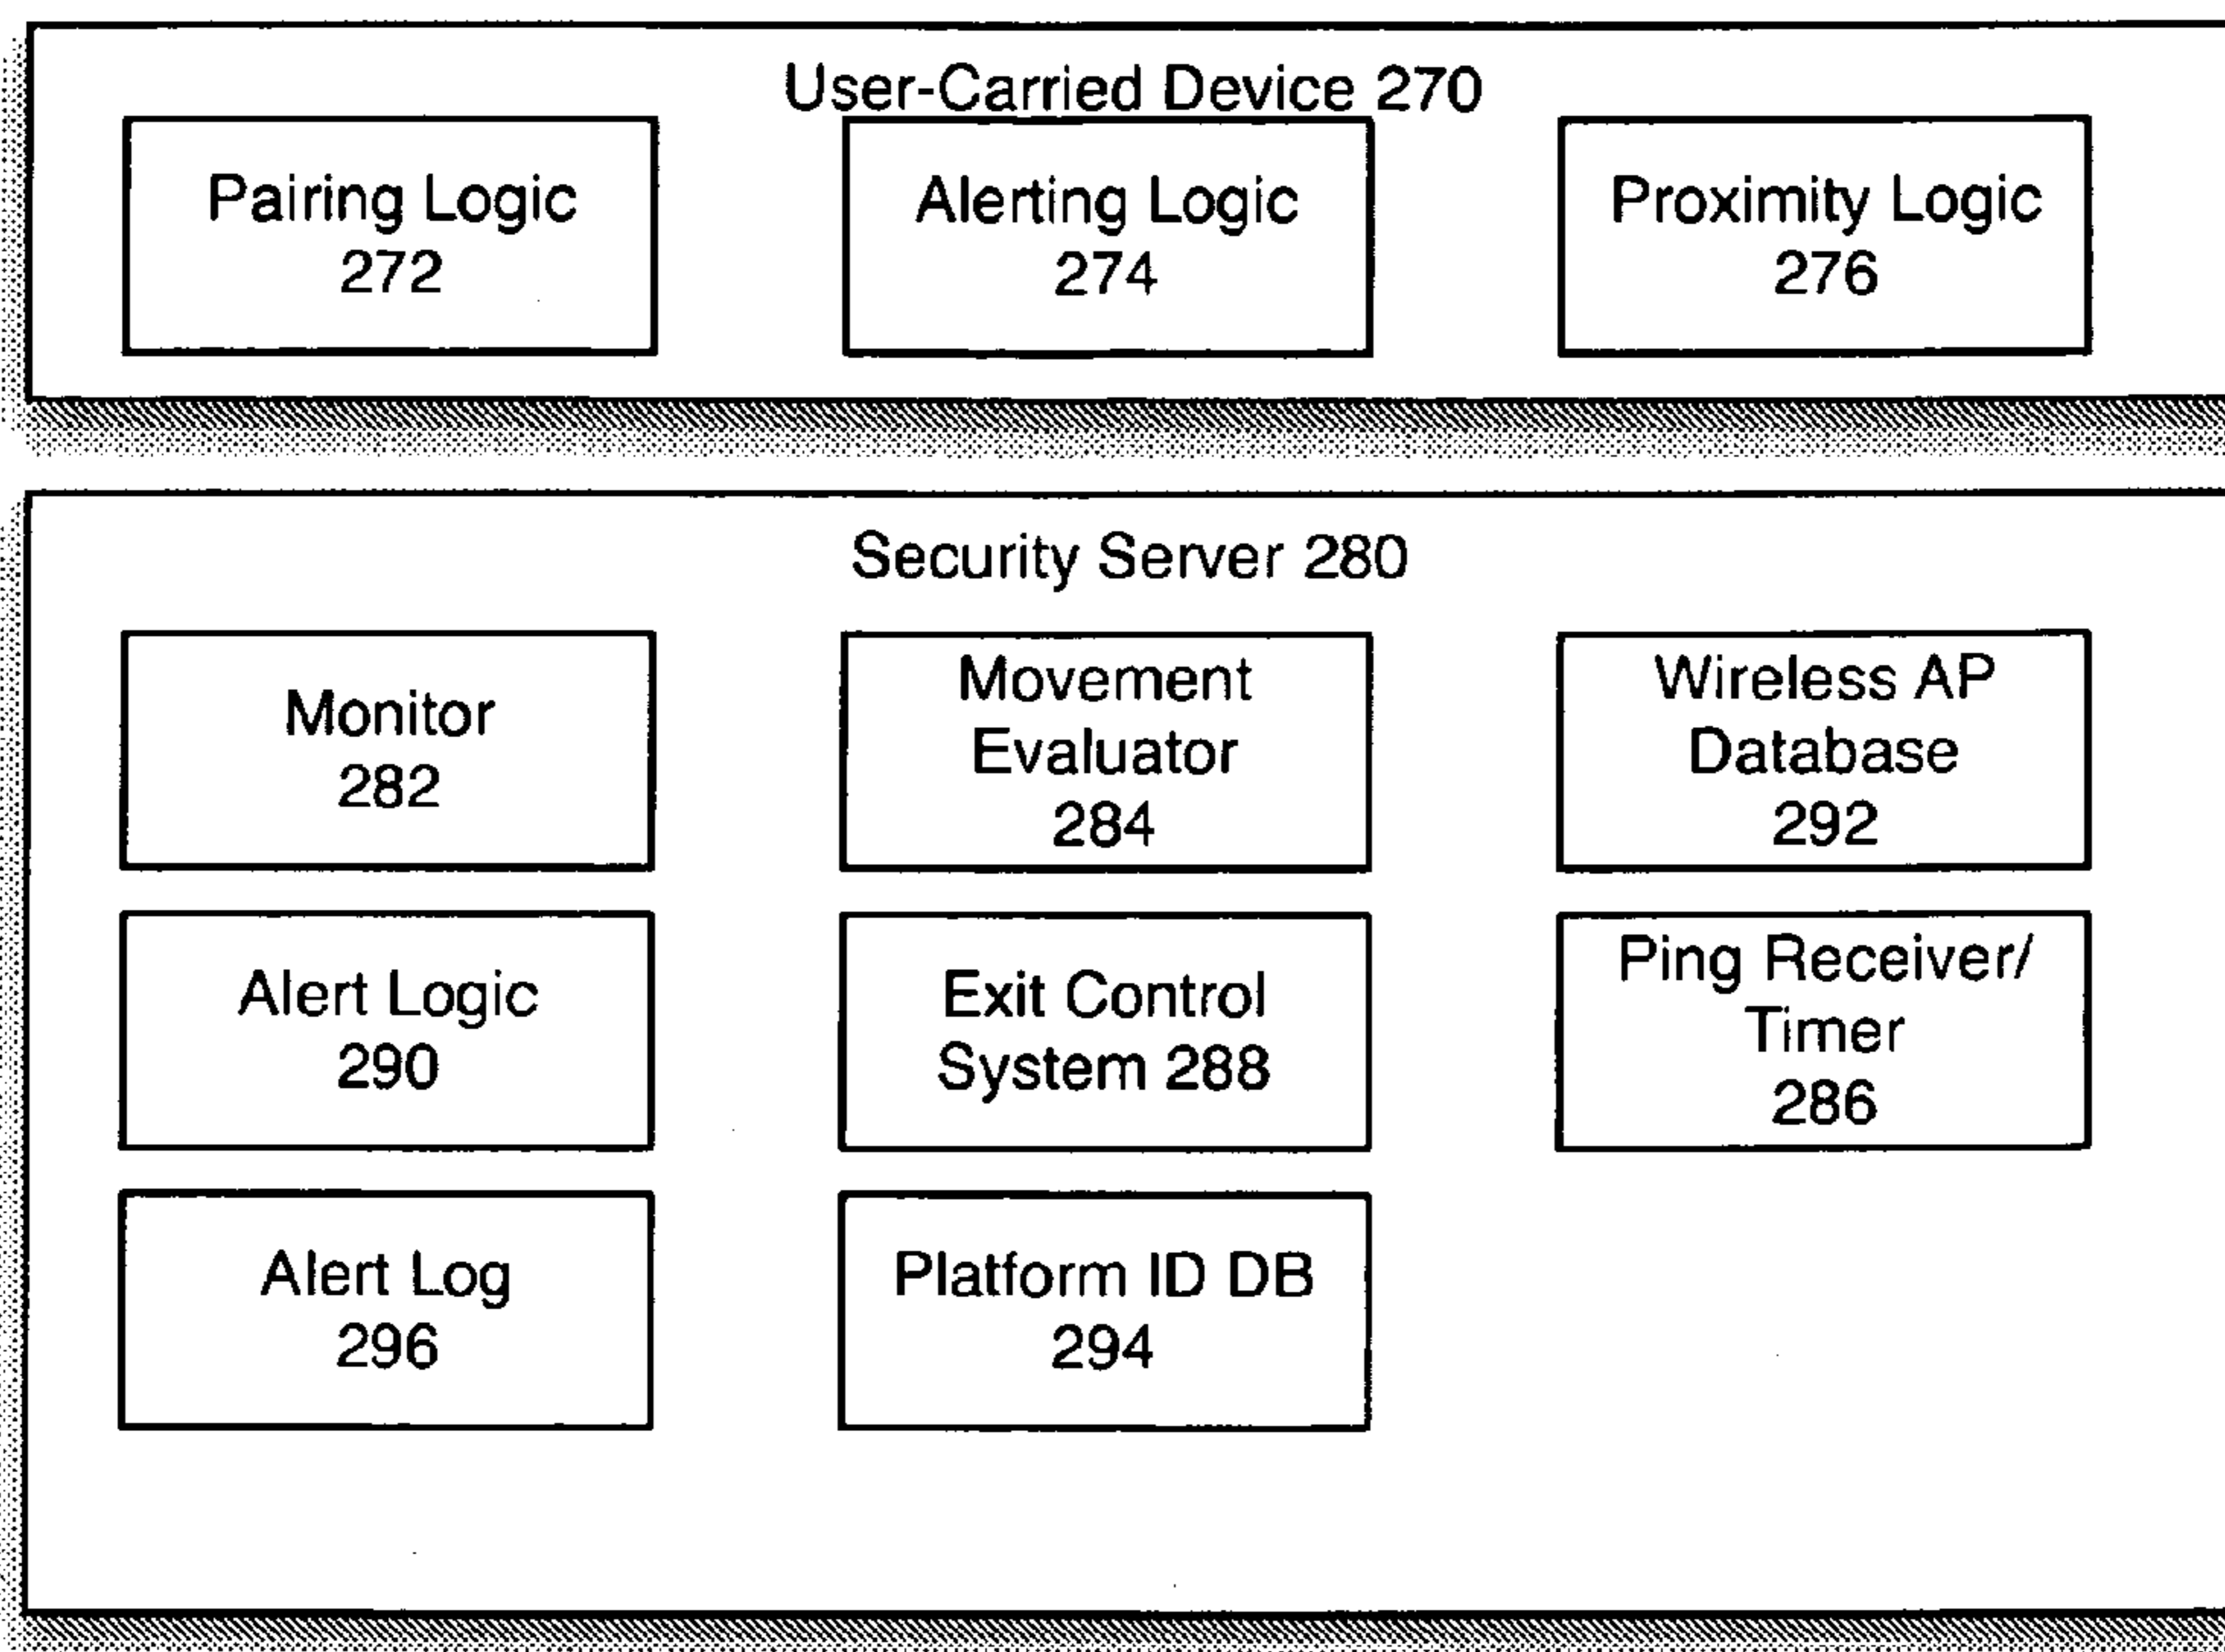 User-Carried Device 270
Pairing Logic
272
Alerting Logic
274
Proximity Logic
276
Security Server 280
Monitor
282
Movement
Evaluator
284
Wireless AP
Database
292
Alert Logic
290
Exit Control
System 288
Ping Receiver/
Timer
286
Alert Log
296
Platform ID DB
294